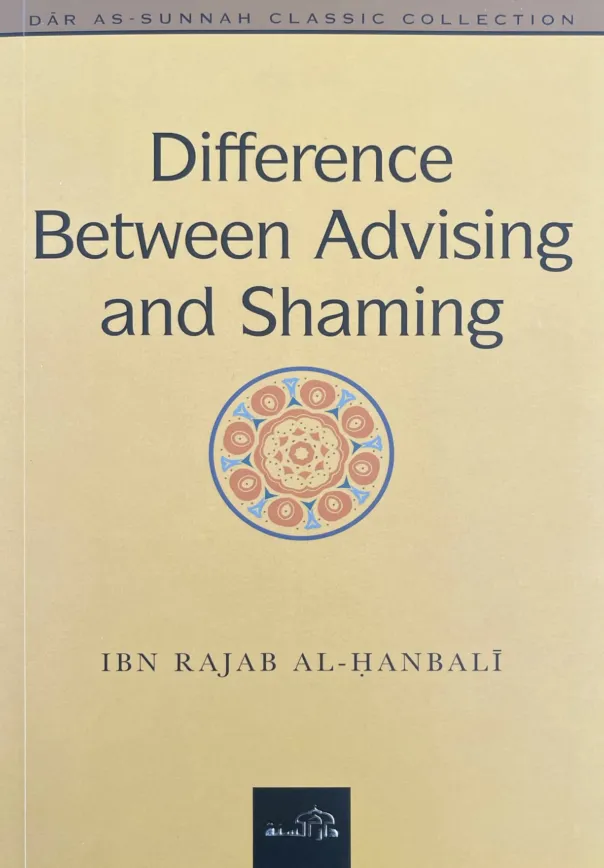 DĀR AS-SUNNAH CLASSIC COLLECTION
Difference
Between Advising
and Shaming
IBN RAJAB AL-ḤANBALĪ
دار السنة